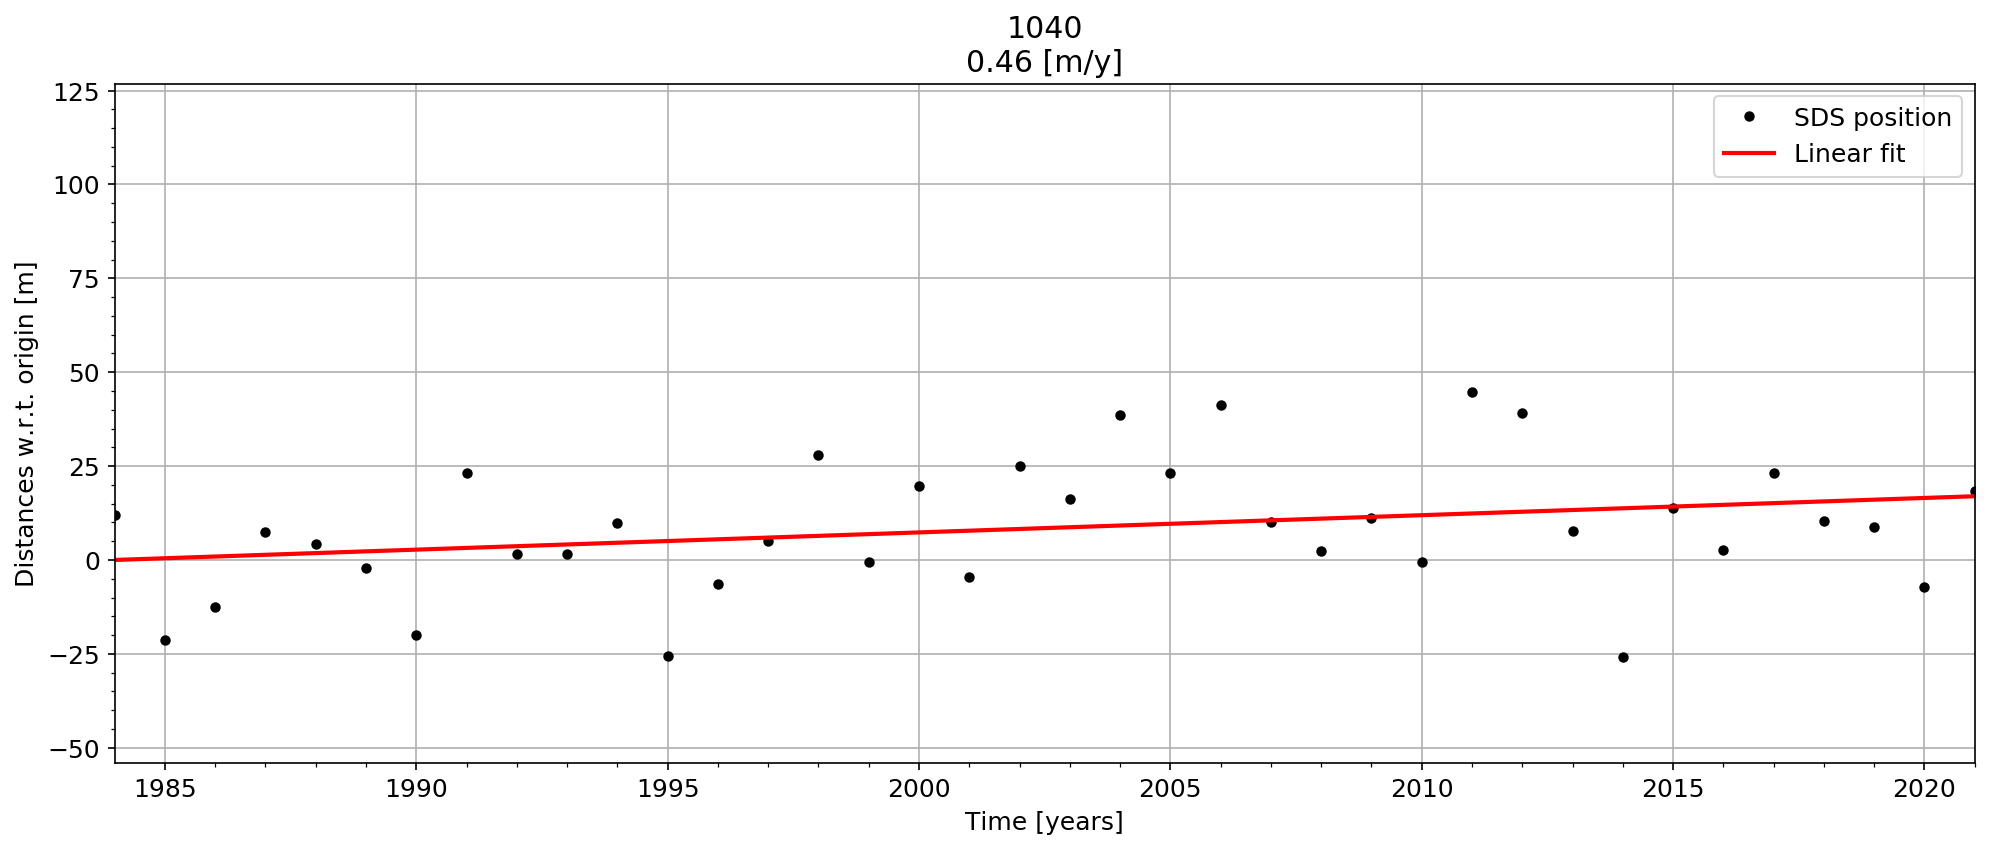 1040
0.46 [m/y]
125
100
75
50
25
0
−25
−50
Distances w.r.t. origin [m]
SDS position
Linear fit
1985 1990 1995 2000 2005 2010 2015 2020
Time [years]